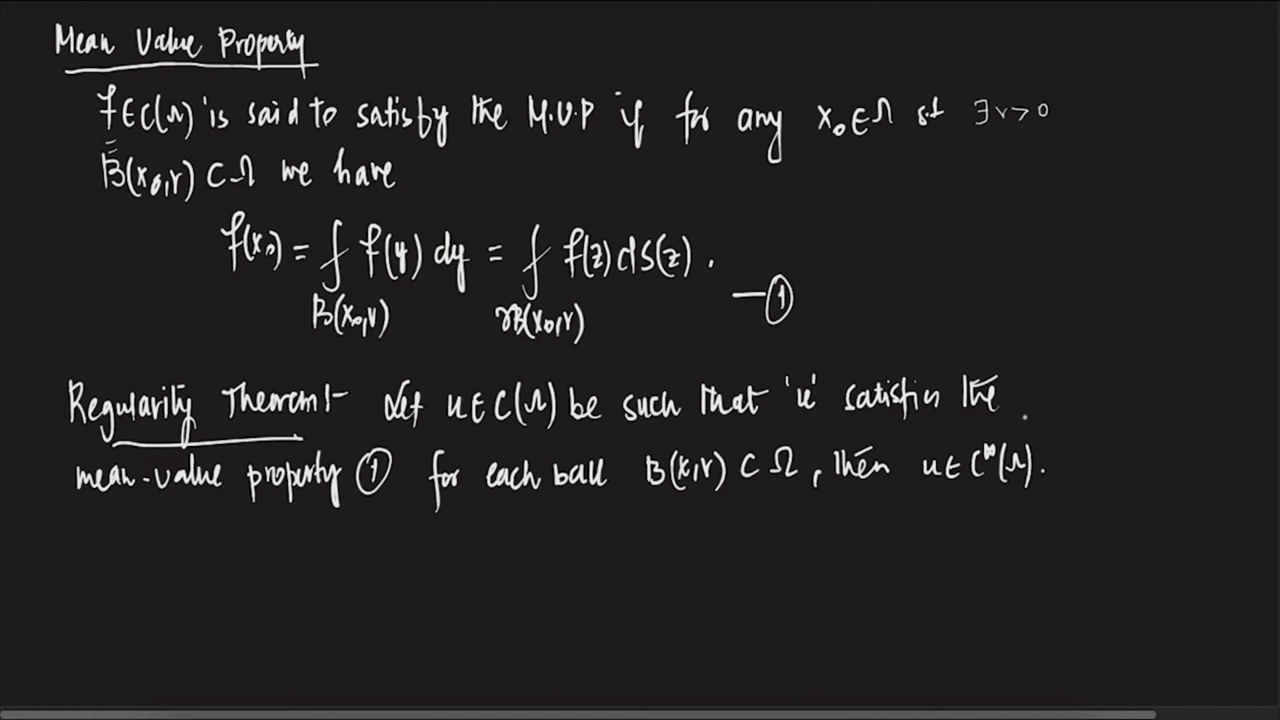 Mean Value Property
f∈C(Ω) is said to satisfy the M.V.P if for any x₀∈Ω s.t ∃r>0
B(x₀,r) ⊂ Ω we have
f(x₀) = ⨍ f(y) dy = ⨍ f(z) dS(z).
B(x₀,r) ∂B(x₀,r) —①
Regularity Theorem:- Let u∈C(Ω) be such that 'u' satisfies the
mean-value property ① for each ball B(x,r) ⊂ Ω, then u∈C^∞(Ω).